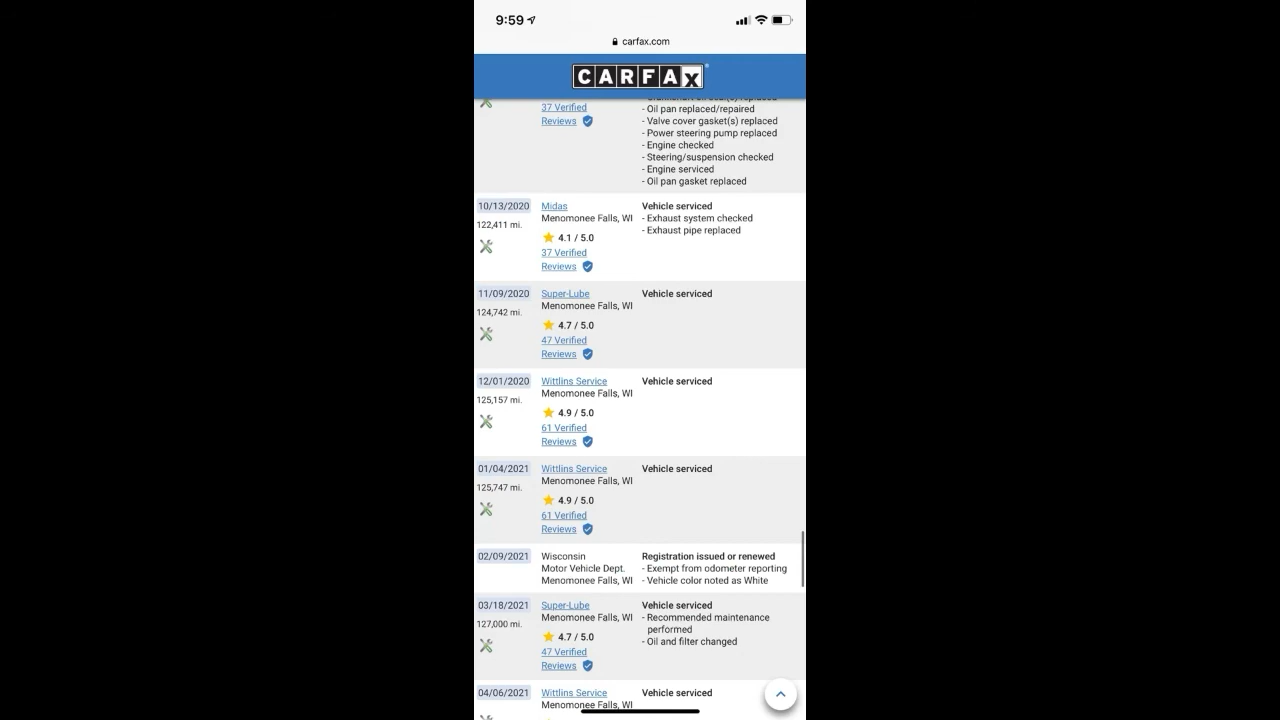 9:59
carfax.com
CARFAX
37 Verified
Reviews
- Oil pan replaced/repaired
- Valve cover gasket(s) replaced
- Power steering pump replaced
- Engine checked
- Steering/suspension checked
- Engine serviced
- Oil pan gasket replaced
10/13/2020
122,411 mi.
Midas
Menomonee Falls, WI
4.1 / 5.0
37 Verified
Reviews
Vehicle serviced
- Exhaust system checked
- Exhaust pipe replaced
11/09/2020
124,742 mi.
Super-Lube
Menomonee Falls, WI
4.7 / 5.0
47 Verified
Reviews
Vehicle serviced
12/01/2020
125,157 mi.
Wittlins Service
Menomonee Falls, WI
4.9 / 5.0
61 Verified
Reviews
Vehicle serviced
01/04/2021
125,747 mi.
Wittlins Service
Menomonee Falls, WI
4.9 / 5.0
61 Verified
Reviews
Vehicle serviced
02/09/2021
Wisconsin
Motor Vehicle Dept.
Menomonee Falls, WI
Registration issued or renewed
- Exempt from odometer reporting
- Vehicle color noted as White
03/18/2021
127,000 mi.
Super-Lube
Menomonee Falls, WI
4.7 / 5.0
47 Verified
Reviews
Vehicle serviced
- Recommended maintenance
performed
- Oil and filter changed
04/06/2021
Wittlins Service
Menomonee Falls, WI
Vehicle serviced